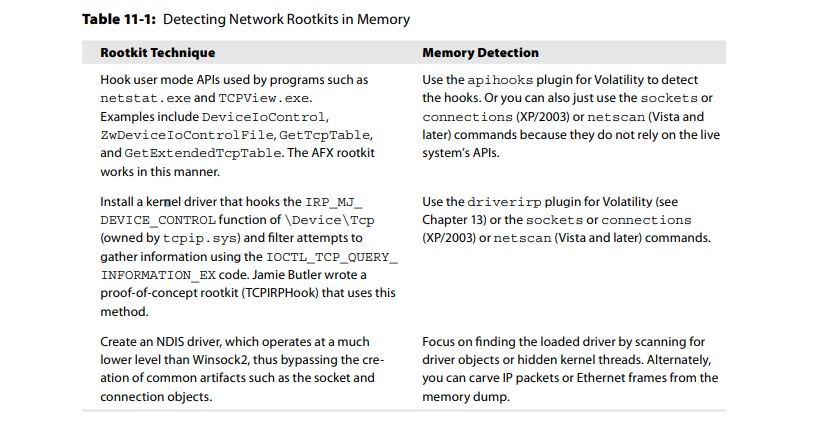 Table 11-1: Detecting Network Rootkits in Memory
Rootkit Technique
Memory Detection
Hook user mode APIs used by programs such as
netstat.exe and TCPView.exe.
Examples include DeviceIoControl,
ZwDeviceIoControlFile, GetTcpTable,
and GetExtendedTcpTable. The AFX rootkit
works in this manner.
Use the apihooks plugin for Volatility to detect
the hooks. Or you can also just use the sockets or
connections (XP/2003) or netscan (Vista and
later) commands because they do not rely on the live
system's APIs.
Install a kernel driver that hooks the IRP_MJ_
DEVICE_CONTROL function of \Device\Tcp
(owned by tcpip.sys) and filter attempts to
gather information using the IOCTL_TCP_QUERY_
INFORMATION_EX code. Jamie Butler wrote a
proof-of-concept rootkit (TCPIRPHook) that uses this
method.
Use the driverirp plugin for Volatility (see
Chapter 13) or the sockets or connections
(XP/2003) or netscan (Vista and later) commands.
Create an NDIS driver, which operates at a much
lower level than Winsock2, thus bypassing the cre-
ation of common artifacts such as the socket and
connection objects.
Focus on finding the loaded driver by scanning for
driver objects or hidden kernel threads. Alternately,
you can carve IP packets or Ethernet frames from the
memory dump.